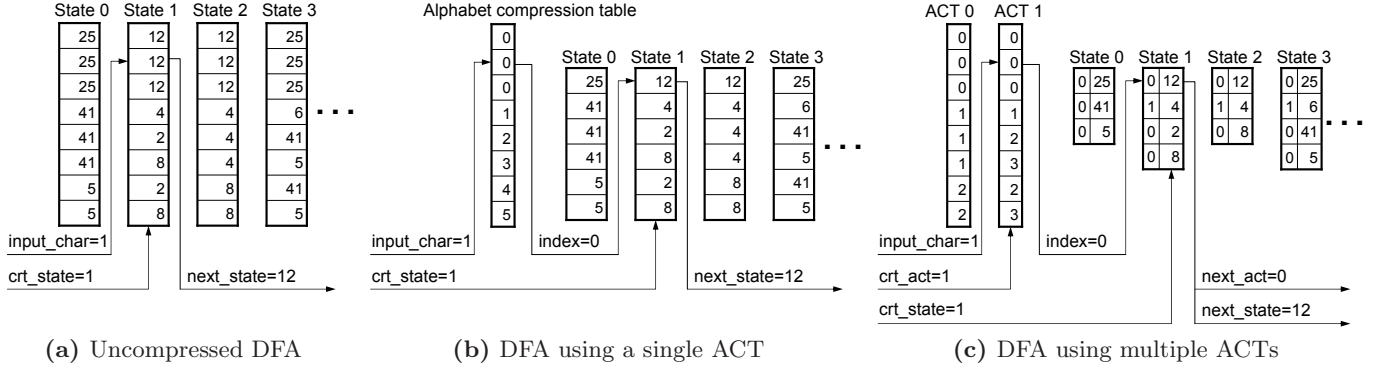 State 0 State 1 State 2 State 3
25 12 12 25
25 12 12 25
25 12 12 25
41 4 4 6
41 2 4 41
41 8 4 5
5 2 8 41
5 8 8 5
...
input_char=1
crt_state=1
next_state=12
(a) Uncompressed DFA
Alphabet compression table
0
0
0
1
2
3
4
5
State 0 State 1 State 2 State 3
25 12 12 25
41 4 4 6
41 2 4 41
41 8 4 5
5 2 8 41
5 8 8 5
...
input_char=1
index=0
crt_state=1
next_state=12
(b) DFA using a single ACT
ACT 0 ACT 1
0 0
0 0
0 0
1 1
1 2
1 3
2 2
2 3
State 0 State 1 State 2 State 3
0 25 0 12 0 12 0 25
0 41 1 4 1 4 1 6
0 5 0 2 0 8 0 41
0 8 0 5
...
input_char=1
index=0
crt_act=1
next_act=0
crt_state=1
next_state=12
(c) DFA using multiple ACTs